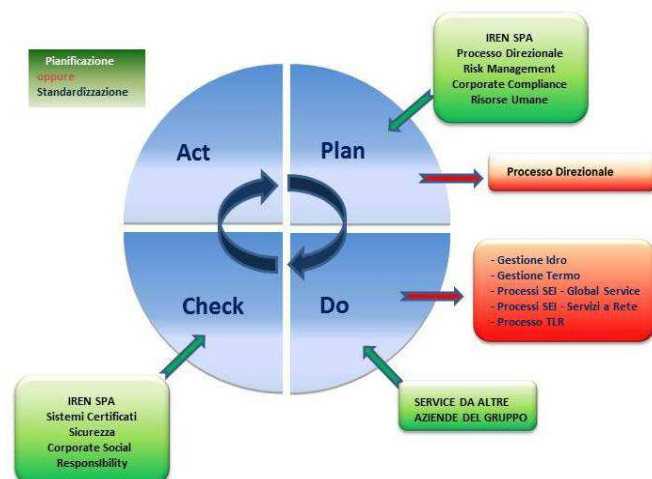 Pianificazione
oppure
Standardizzazione
IREN SPA
Processo Direzionale
Risk Management
Corporate Compliance
Risorse Umane
Act
Plan
Processo Direzionale
Check
Do
- Gestione Idro
- Gestione Termo
- Processi SEI - Global Service
- Processi SEI - Servizi a Rete
- Processo TLR
IREN SPA
Sistemi Certificati
Sicurezza
Corporate Social
Responsibility
SERVICE DA ALTRE
AZIENDE DEL GRUPPO